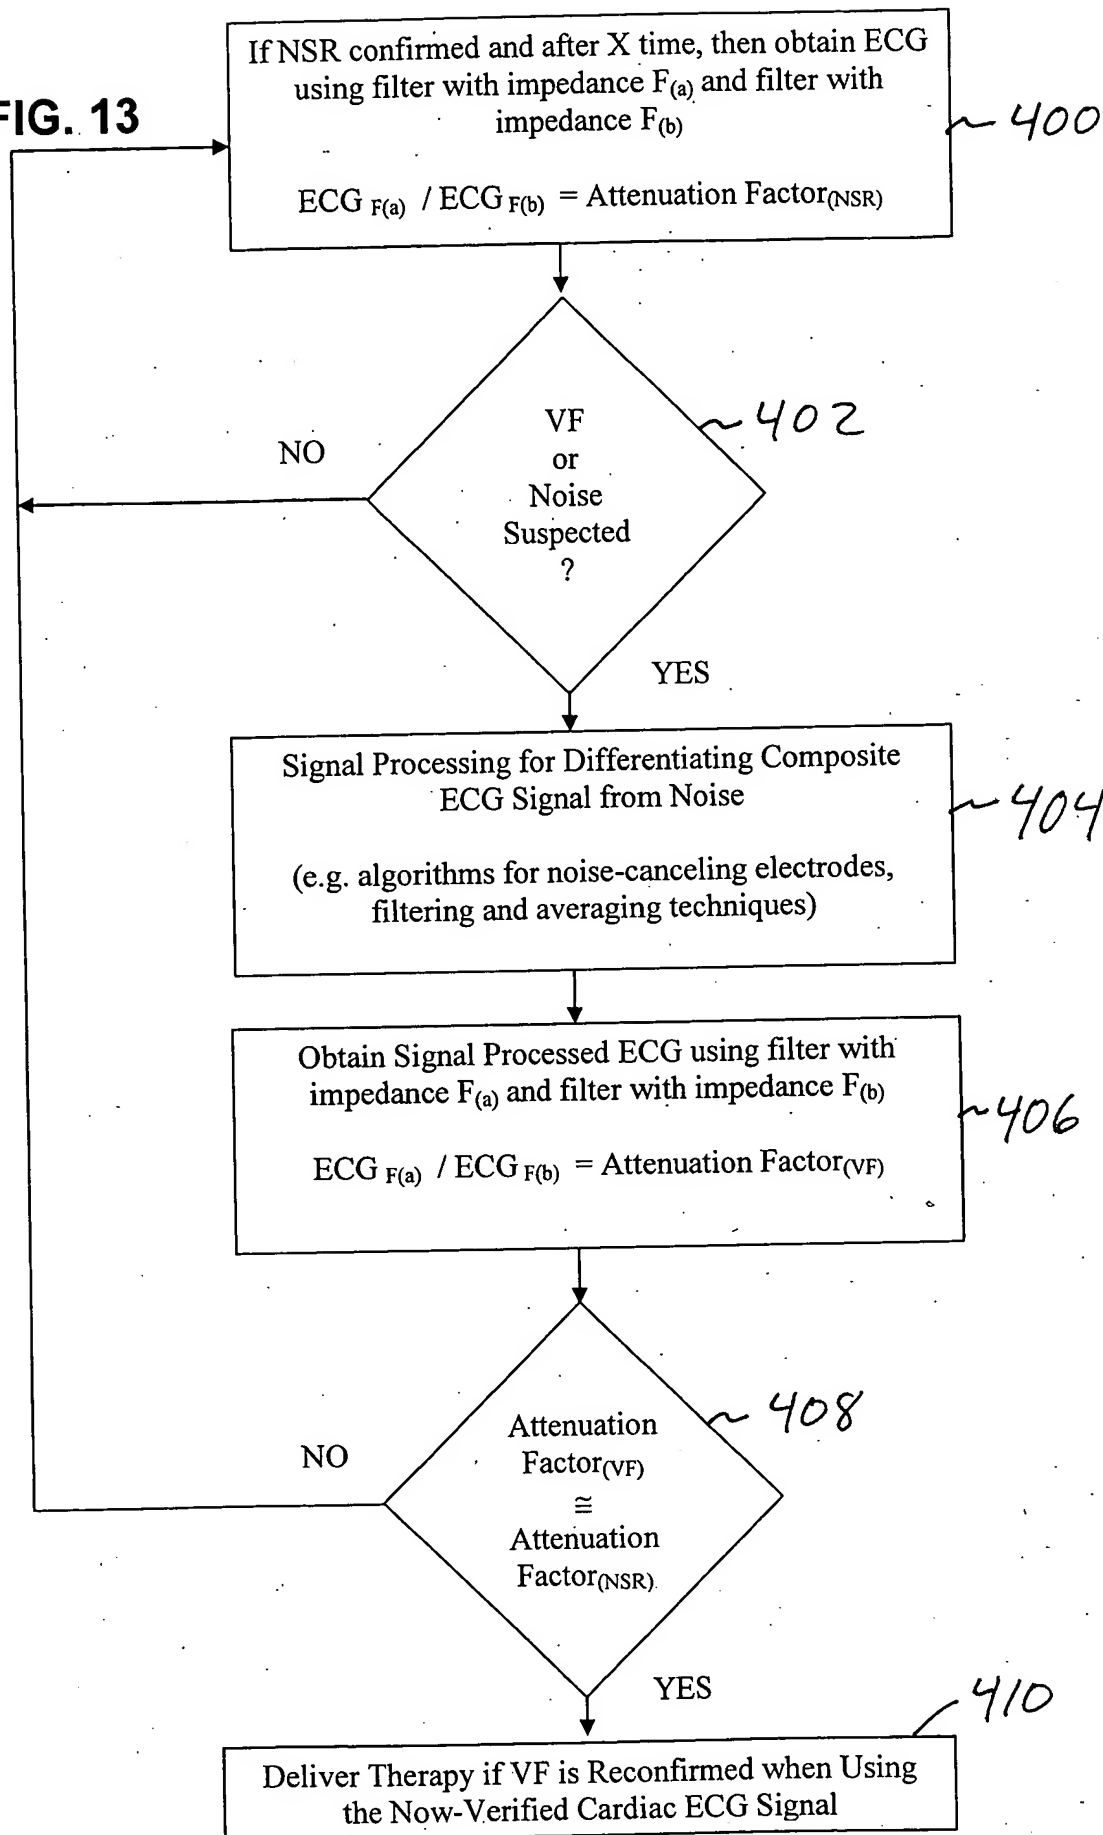 If NSR confirmed and after X time, then obtain ECG
using filter with impedance F(a) and filter with
impedance F(b)
ECG F(a) / ECG F(b) = Attenuation Factor(NSR)
400
FIG. 13
VF
or
Noise
Suspected
?
402
NO
YES
Signal Processing for Differentiating Composite
ECG Signal from Noise
(e.g. algorithms for noise-canceling electrodes,
filtering and averaging techniques)
404
Obtain Signal Processed ECG using filter with
impedance F(a) and filter with impedance F(b)
ECG F(a) / ECG F(b) = Attenuation Factor(VF)
406
Attenuation
Factor(VF)
≅
Attenuation
Factor(NSR)
408
NO
YES
410
Deliver Therapy if VF is Reconfirmed when Using
the Now-Verified Cardiac ECG Signal